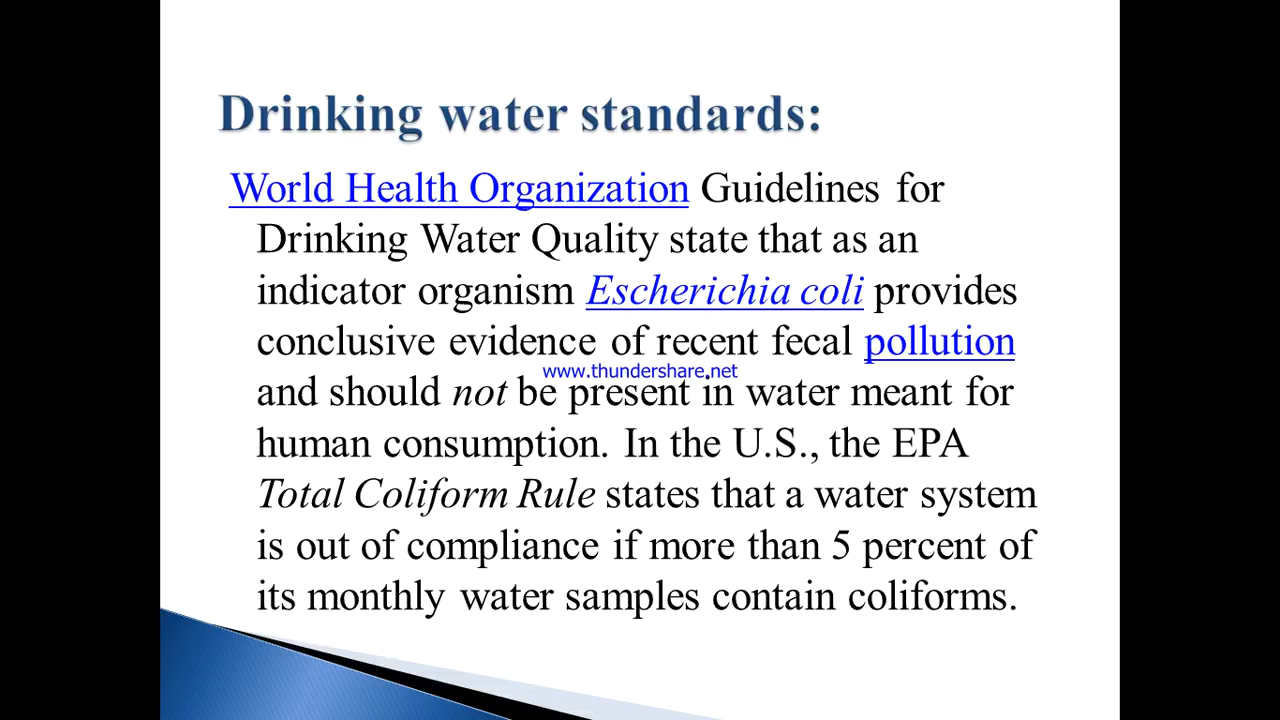 Drinking water standards:
World Health Organization Guidelines for
Drinking Water Quality state that as an
indicator organism Escherichia coli provides
conclusive evidence of recent fecal pollution
www.thundershare.net
and should not be present in water meant for
human consumption. In the U.S., the EPA
Total Coliform Rule states that a water system
is out of compliance if more than 5 percent of
its monthly water samples contain coliforms.